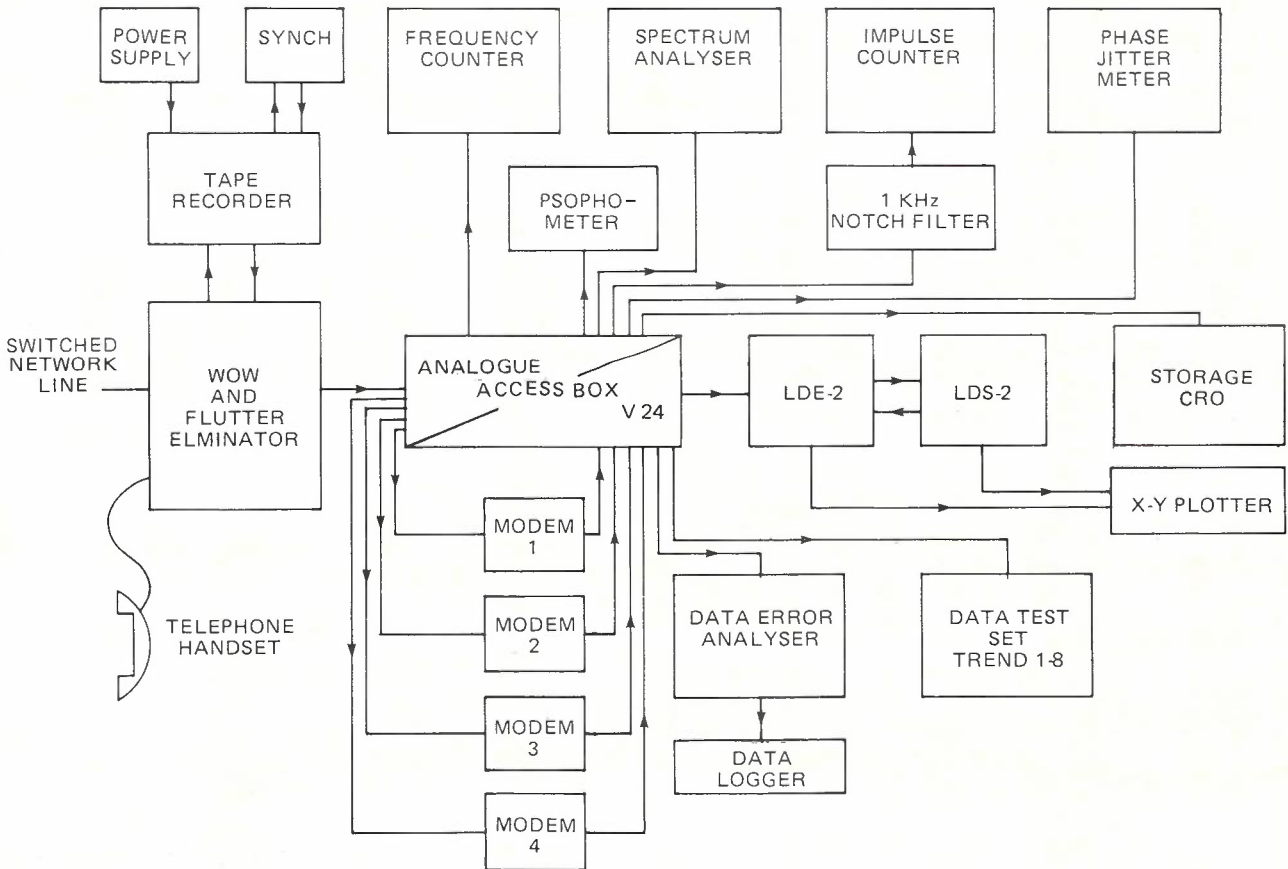 POWER
SUPPLY
SYNCH
FREQUENCY
COUNTER
SPECTRUM
ANALYSER
IMPULSE
COUNTER
PHASE
JITTER
METER
TAPE
RECORDER
PSOPHO-
METER
1 KHz
NOTCH FILTER
SWITCHED
NETWORK
LINE
WOW
AND
FLUTTER
ELMINATOR
ANALOGUE
ACCESS BOX
V 24
LDE-2
LDS-2
STORAGE
CRO
X-Y PLOTTER
MODEM
1
MODEM
2
MODEM
3
MODEM
4
TELEPHONE
HANDSET
DATA ERROR
ANALYSER
DATA TEST
SET
TREND 1-8
DATA
LOGGER